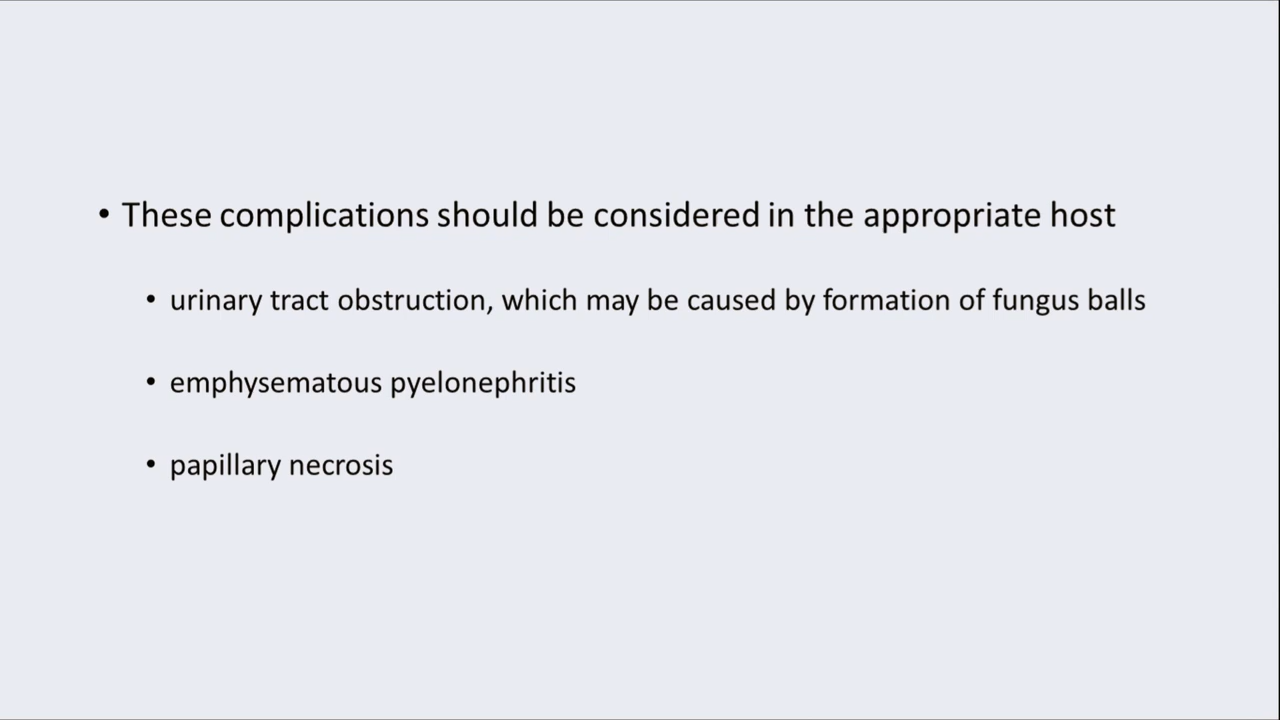 • These complications should be considered in the appropriate host
• urinary tract obstruction, which may be caused by formation of fungus balls
• emphysematous pyelonephritis
• papillary necrosis